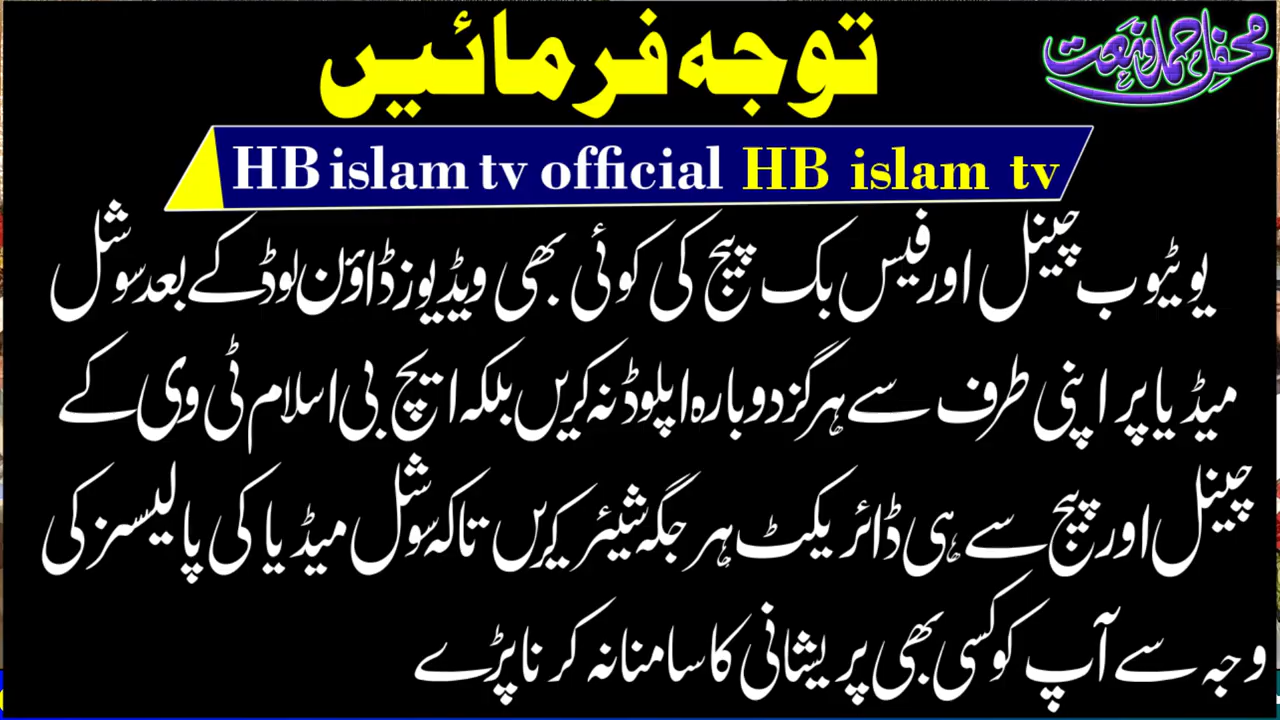 توجہ فرمائیں
محفلِ حمد و نعت
HB islam tv official HB islam tv
یوٹیوب چینل اور فیس بک پیج کی کوئی بھی ویڈیوز ڈاؤن لوڈ کے بعد سوشل
میڈیا پر اپنی طرف سے ہرگز دوبارہ اپلوڈ نہ کریں بلکہ ایچ بی اسلام ٹی وی کے
چینل اور پیج سے ہی ڈائریکٹ ہر جگہ شیئر کریں تاکہ سوشل میڈیا کی پالیسز کی
وجہ سے آپ کو کسی بھی پریشانی کا سامنا نہ کرنا پڑے